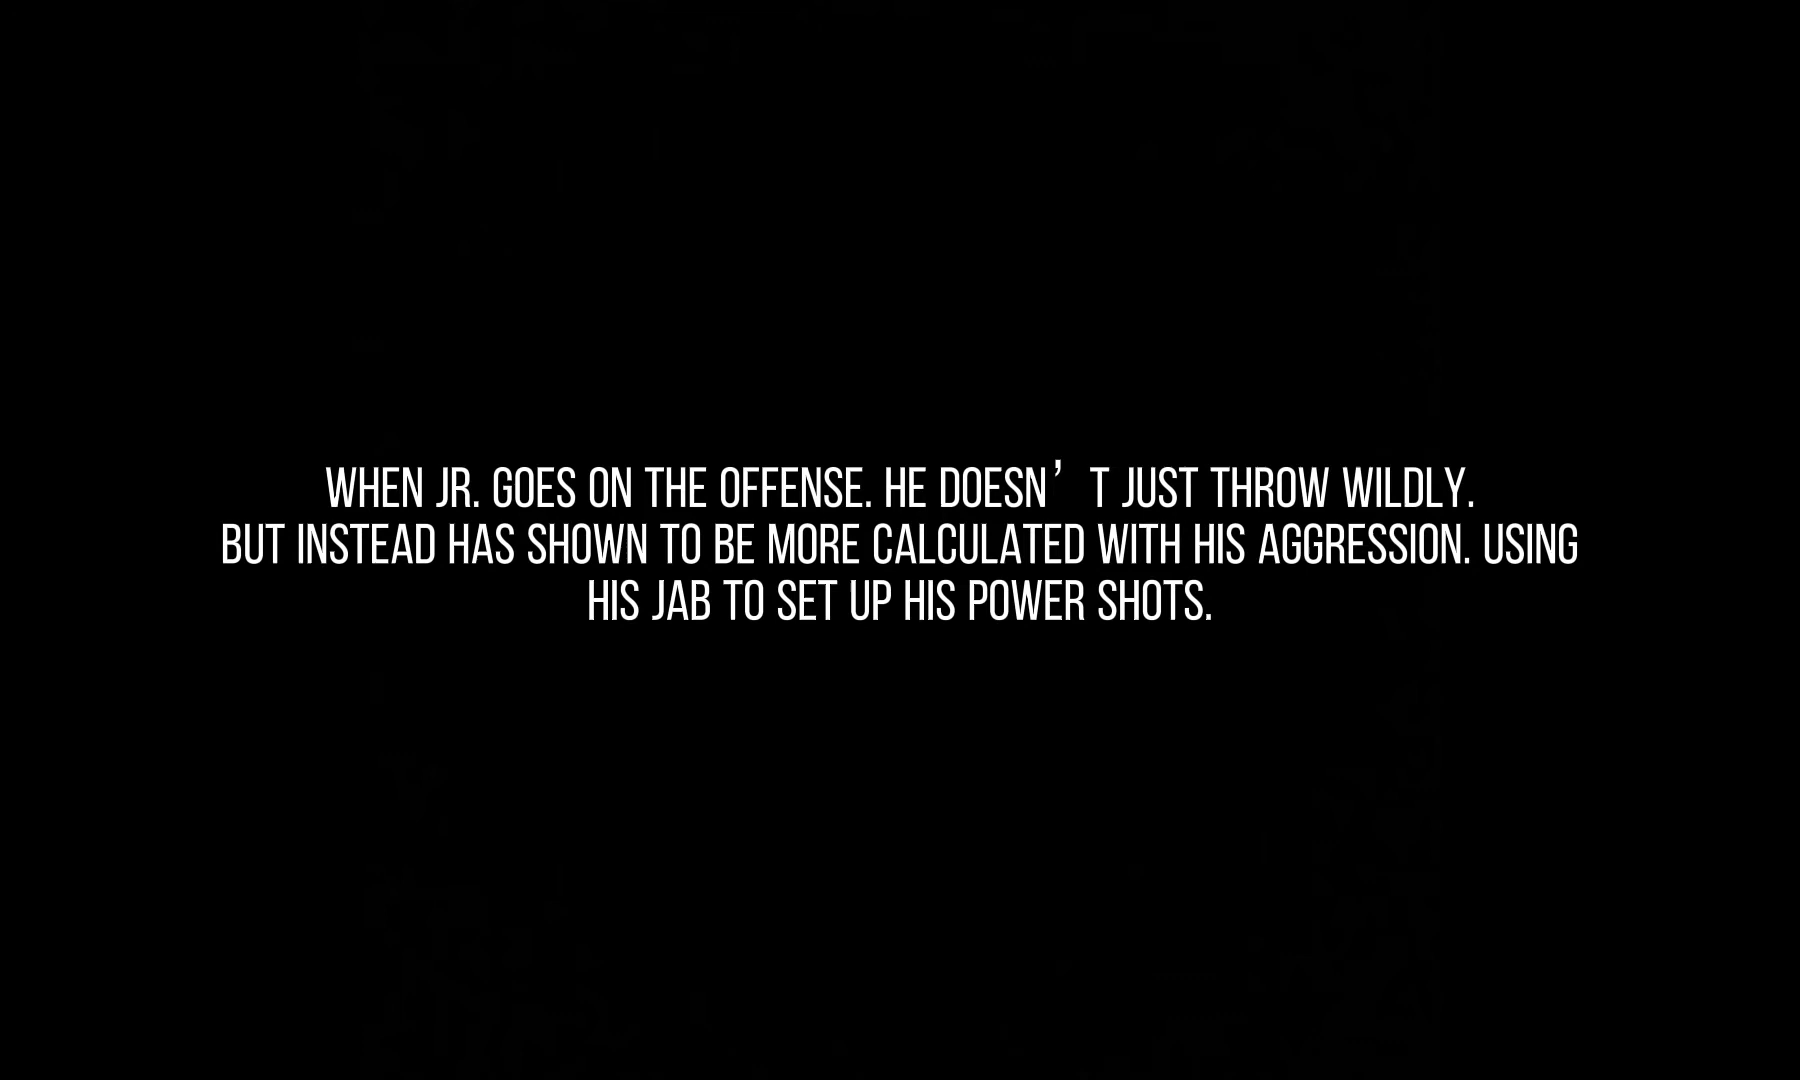 WHEN JR. GOES ON THE OFFENSE. HE DOESN’T JUST THROW WILDLY.
BUT INSTEAD HAS SHOWN TO BE MORE CALCULATED WITH HIS AGGRESSION. USING
HIS JAB TO SET UP HIS POWER SHOTS.